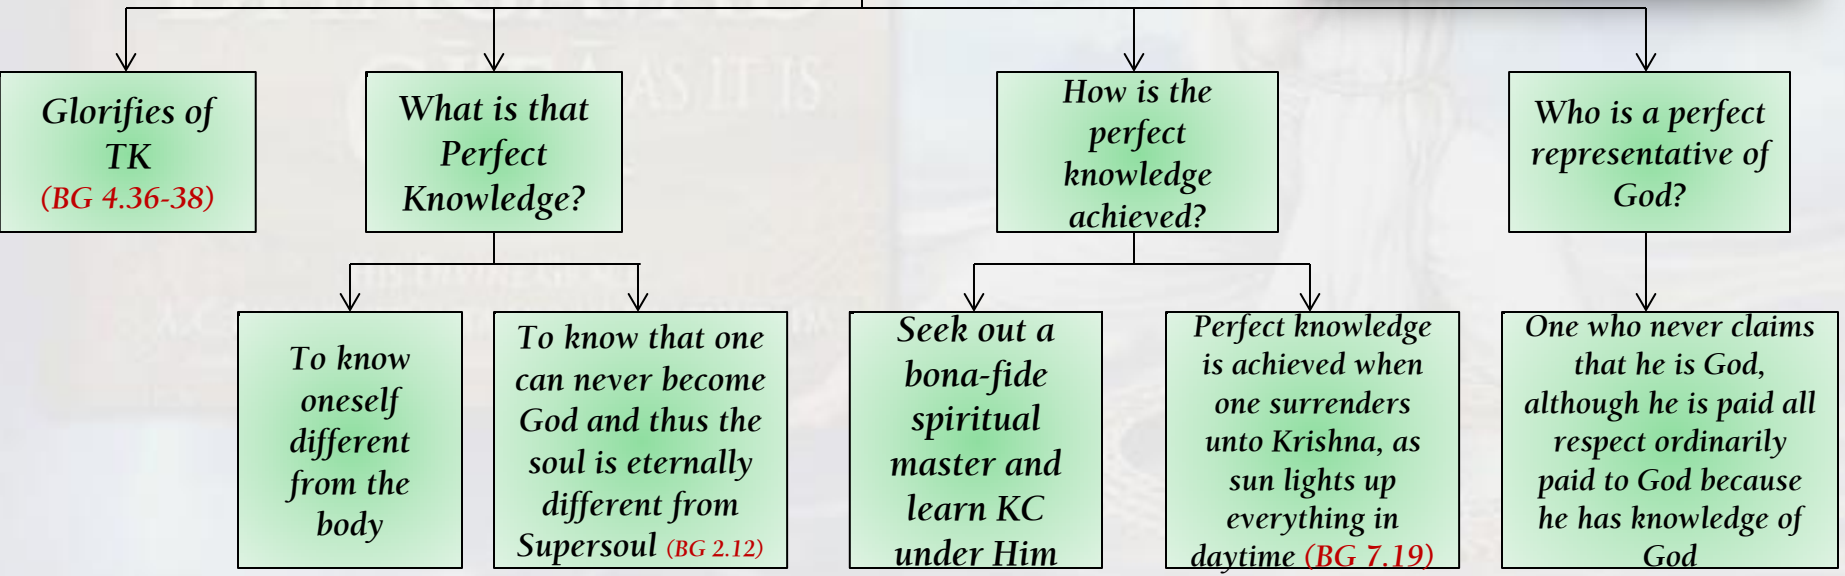 Glorifies of
TK
(BG 4.36-38)
What is that
Perfect
Knowledge?
How is the
perfect
knowledge
achieved?
Who is a perfect
representative of
God?
To know
oneself
different
from the
body
To know that one
can never become
God and thus the
soul is eternally
different from
Supersoul (BG 2.12)
Seek out a
bona-fide
spiritual
master and
learn KC
under Him
Perfect knowledge
is achieved when
one surrenders
unto Krishna, as
sun lights up
everything in
daytime (BG 7.19)
One who never claims
that he is God,
although he is paid all
respect ordinarily
paid to God because
he has knowledge of
God
AS IT IS